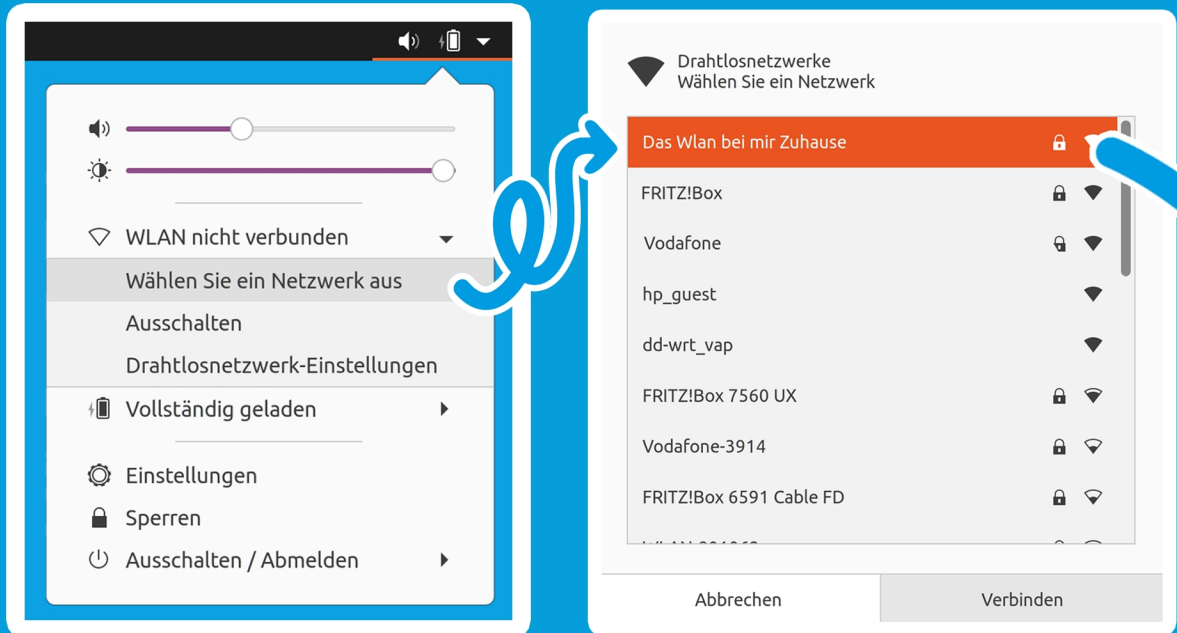 WLAN nicht verbunden
Wählen Sie ein Netzwerk aus
Ausschalten
Drahtlosnetzwerk-Einstellungen
Vollständig geladen
Einstellungen
Sperren
Ausschalten / Abmelden
Drahtlosnetzwerke
Wählen Sie ein Netzwerk
Das Wlan bei mir Zuhause
FRITZ!Box
Vodafone
hp_guest
dd-wrt_vap
FRITZ!Box 7560 UX
Vodafone-3914
FRITZ!Box 6591 Cable FD
Abbrechen
Verbinden